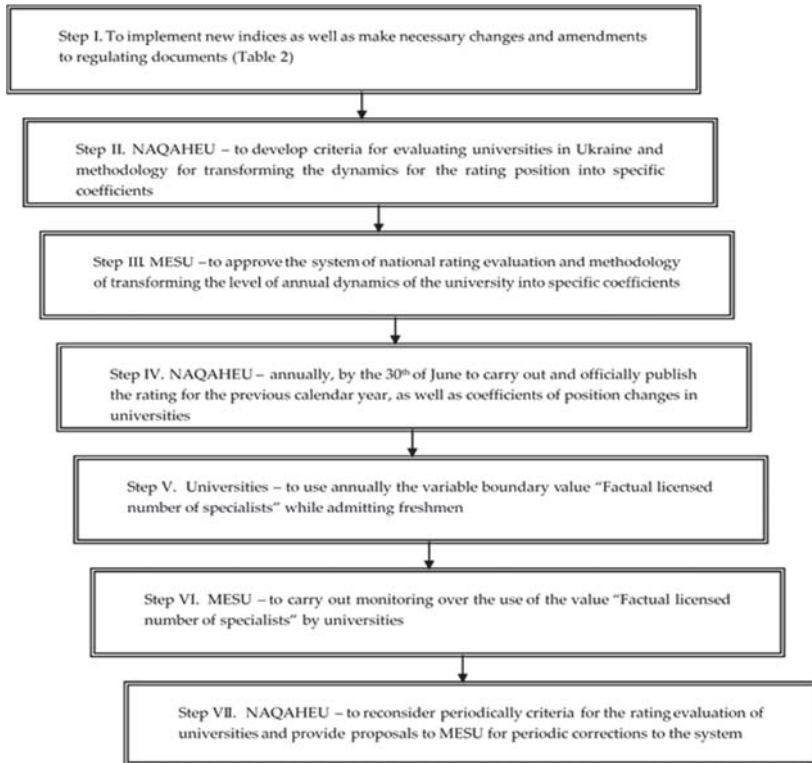 Step I. To implement new indices as well as make necessary changes and amendments
to regulating documents (Table 2)
Step II. NAQAHEU – to develop criteria for evaluating universities in Ukraine and
methodology for transforming the dynamics for the rating position into specific
coefficients
Step III. MESU – to approve the system of national rating evaluation and methodology
of transforming the level of annual dynamics of the university into specific coefficients
Step IV. NAQAHEU – annually, by the 30th of June to carry out and officially publish
the rating for the previous calendar year, as well as coefficients of position changes in
universities
Step V. Universities – to use annually the variable boundary value "Factual licensed
number of specialists" while admitting freshmen
Step VI. MESU – to carry out monitoring over the use of the value "Factual licensed
number of specialists" by universities
Step VII. NAQAHEU – to reconsider periodically criteria for the rating evaluation of
universities and provide proposals to MESU for periodic corrections to the system